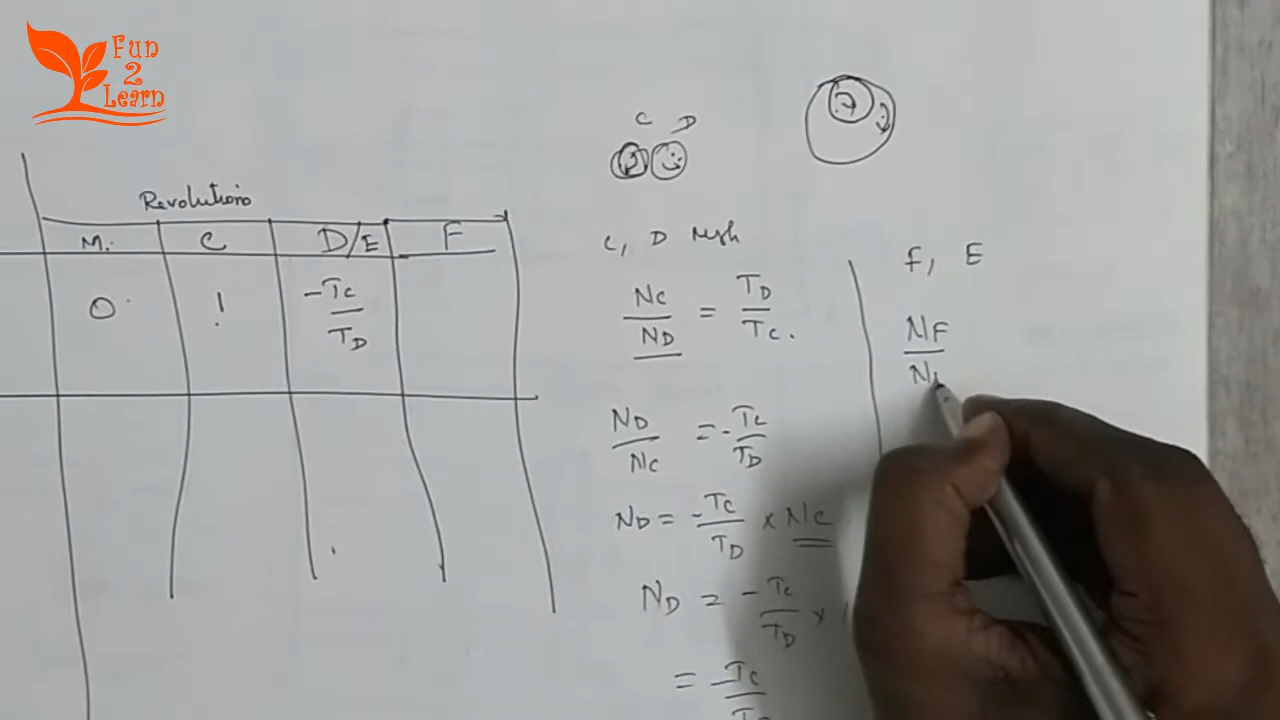 Fun
2
Learn
Revolutions
M. C D/E F
0 1 -TC/TD
C D
C, D mesh
NC/ND = TD/TC.
ND/NC = -TC/TD
ND = -TC/TD × NC
ND = -TC/TD ×
= -TC/
F, E
NF/N